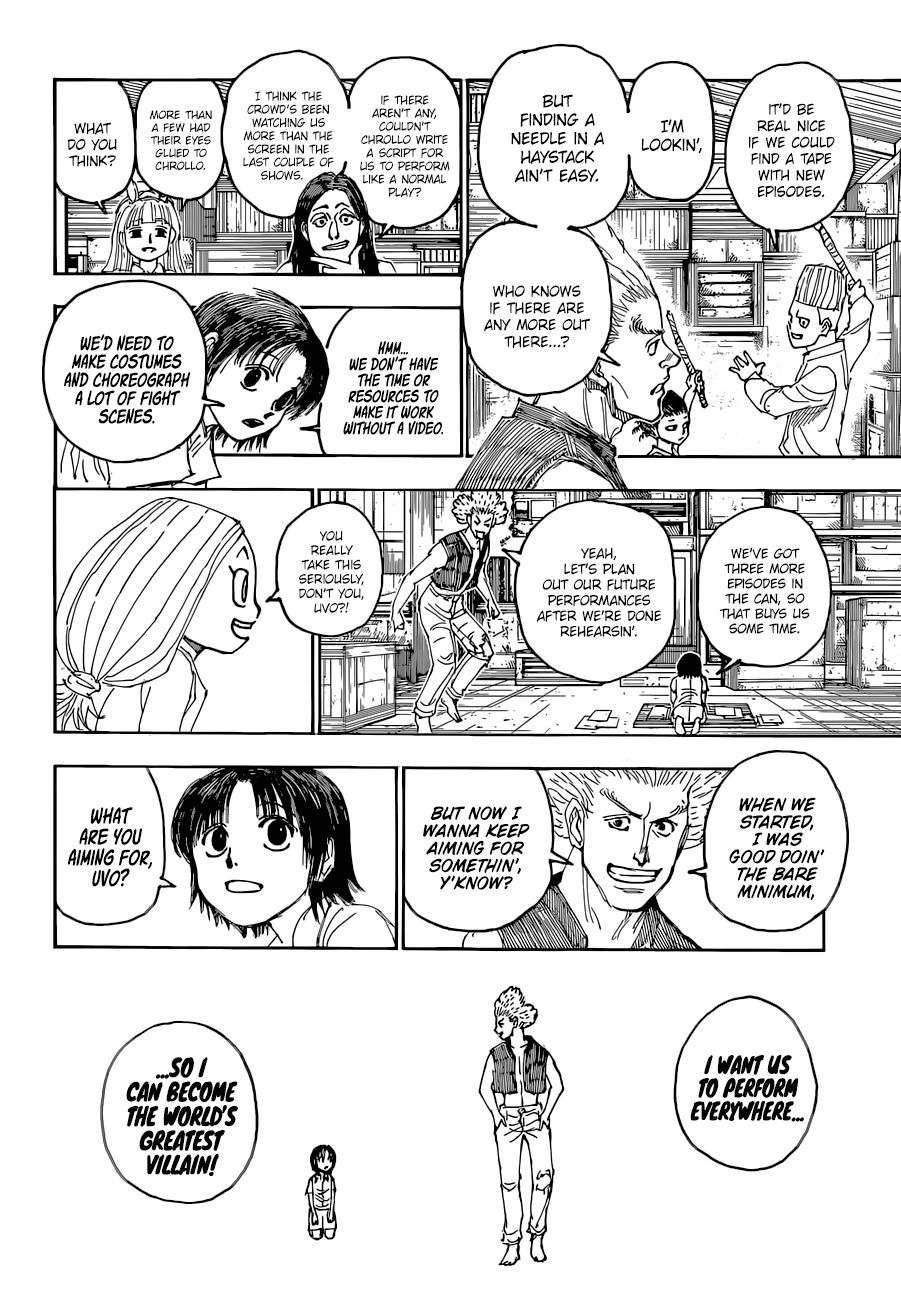 IT'D BE
REAL NICE
IF WE COULD
FIND A TAPE
WITH NEW
EPISODES.
I'M
LOOKIN',
BUT
FINDING A
NEEDLE IN A
HAYSTACK
AIN'T EASY.
WHO KNOWS
IF THERE ARE
ANY MORE OUT
THERE...?
IF THERE
AREN'T ANY,
COULDN'T
CHROLLO WRITE
A SCRIPT FOR
US TO PERFORM
LIKE A NORMAL
PLAY?
I THINK THE
CROWD'S BEEN
WATCHING US
MORE THAN THE
SCREEN IN THE
LAST COUPLE OF
SHOWS.
MORE THAN
A FEW HAD
THEIR EYES
GLUED TO
CHROLLO.
WHAT
DO YOU
THINK?
HMM...
WE DON'T HAVE
THE TIME OR
RESOURCES TO
MAKE IT WORK
WITHOUT A VIDEO.
WE'D NEED TO
MAKE COSTUMES
AND CHOREOGRAPH
A LOT OF FIGHT
SCENES.
WE'VE GOT
THREE MORE
EPISODES IN
THE CAN, SO
THAT BUYS US
SOME TIME.
YEAH,
LET'S PLAN
OUT OUR FUTURE
PERFORMANCES
AFTER WE'RE DONE
REHEARSIN'.
YOU
REALLY
TAKE THIS
SERIOUSLY,
DON'T YOU,
UVO?!
WHEN WE
STARTED,
I WAS
GOOD DOIN'
THE BARE
MINIMUM,
BUT NOW I
WANNA KEEP
AIMING FOR
SOMETHIN',
Y'KNOW?
WHAT
ARE YOU
AIMING FOR,
UVO?
I WANT US
TO PERFORM
EVERYWHERE...
...SO I
CAN BECOME
THE WORLD'S
GREATEST
VILLAIN!